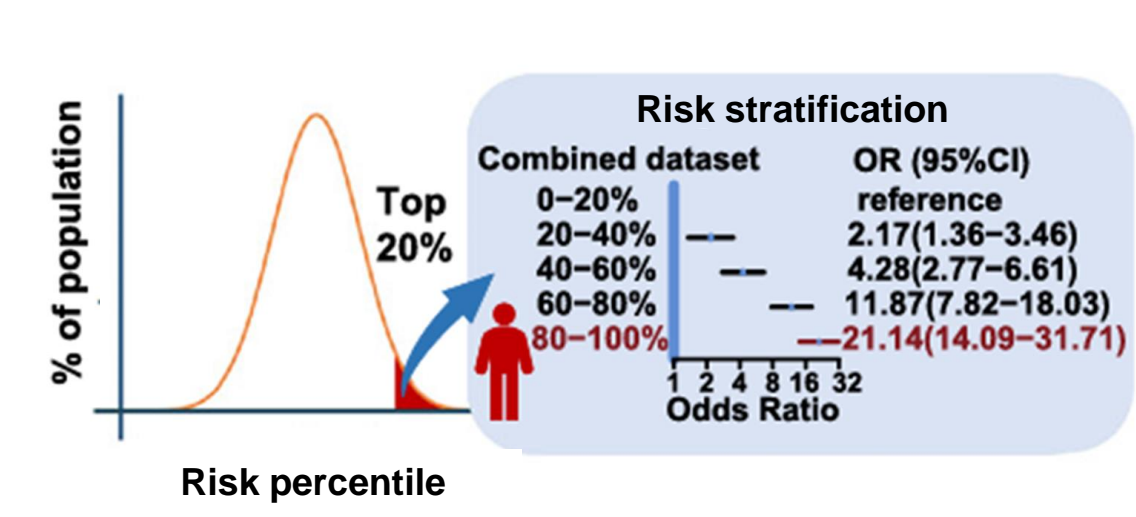 % of population
Top
20%
Risk percentile
Risk stratification
Combined dataset OR (95%CI)
0−20% reference
20−40% 2.17(1.36−3.46)
40−60% 4.28(2.77−6.61)
60−80% 11.87(7.82−18.03)
80−100% 21.14(14.09−31.71)
1 2 4 8 16 32
Odds Ratio